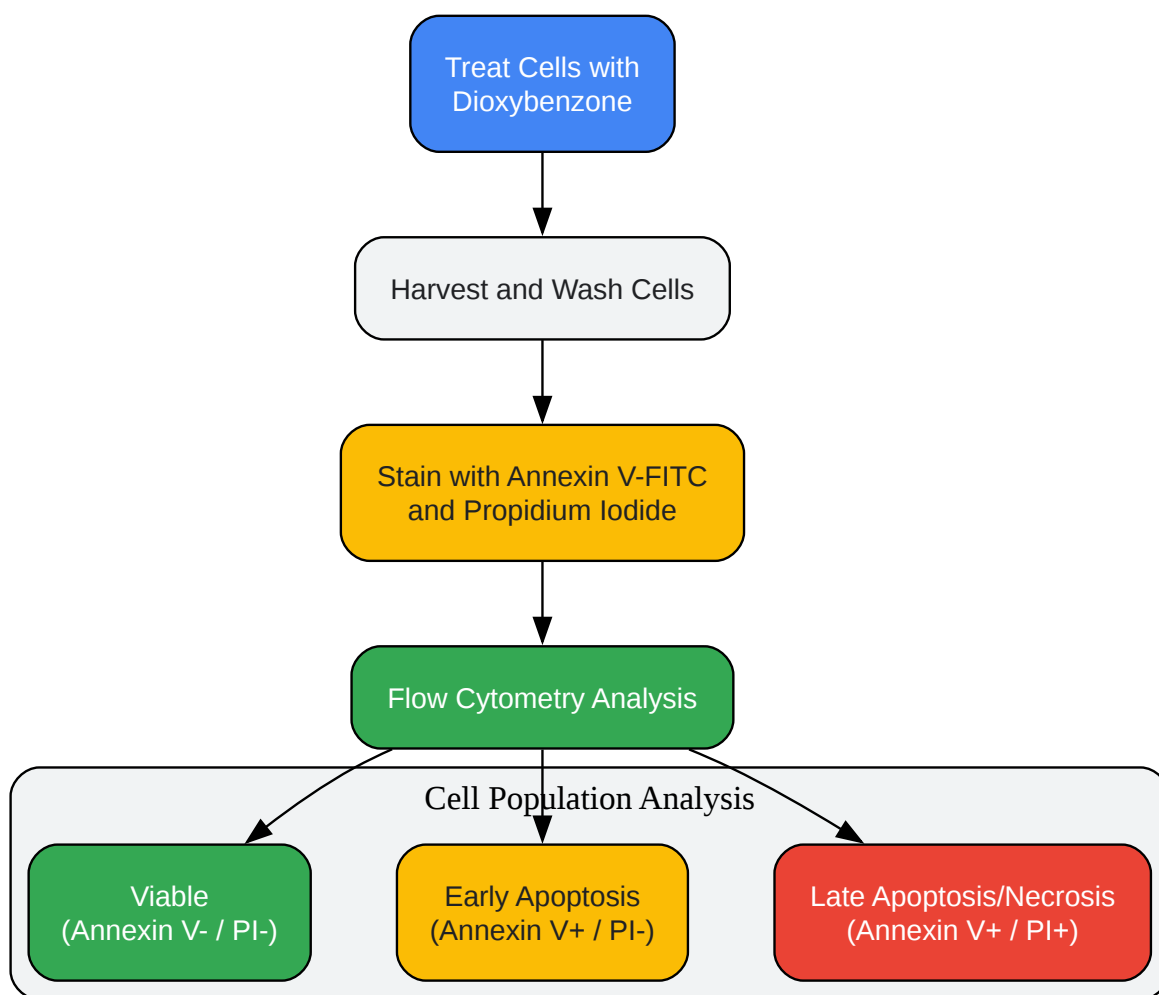 Treat Cells with
Dioxybenzone
Harvest and Wash Cells
Stain with Annexin V-FITC
and Propidium Iodide
Flow Cytometry Analysis
Cell Population Analysis
Viable
(Annexin V- / PI-)
Early Apoptosis
(Annexin V+ / PI-)
Late Apoptosis/Necrosis
(Annexin V+ / PI+)